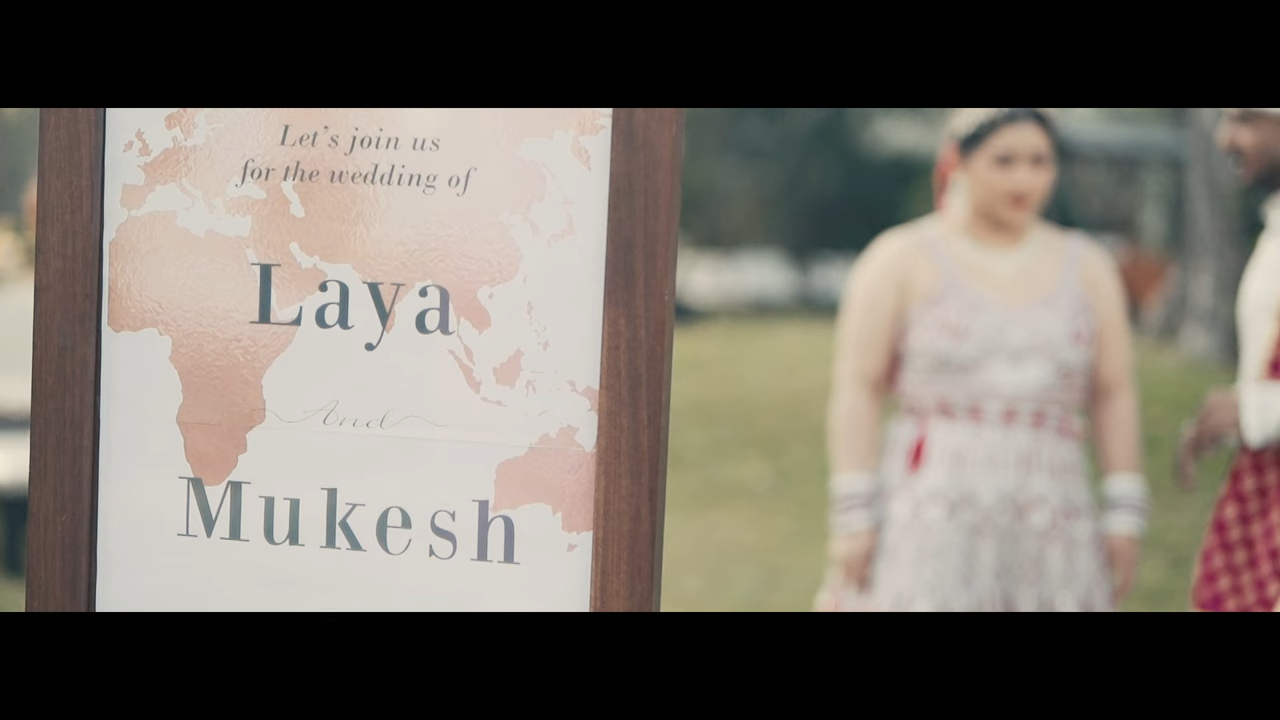 Let's join us
for the wedding of
Laya
And
Mukesh